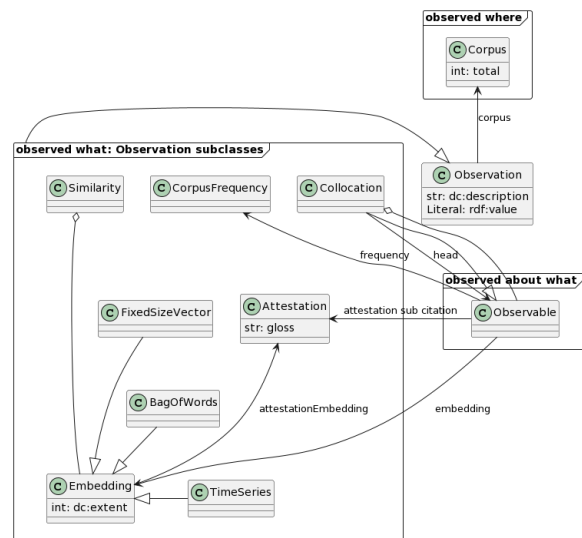 observed where
C Corpus
int: total
corpus
observed what: Observation subclasses
C Similarity
C CorpusFrequency
C Collocation
C Observation
str: dc:description
Literal: rdf:value
frequency
head
observed about what
C FixedSizeVector
C Attestation
str: gloss
attestation sub citation
C Observable
C BagOfWords
attestationEmbedding
embedding
C Embedding
int: dc:extent
C TimeSeries